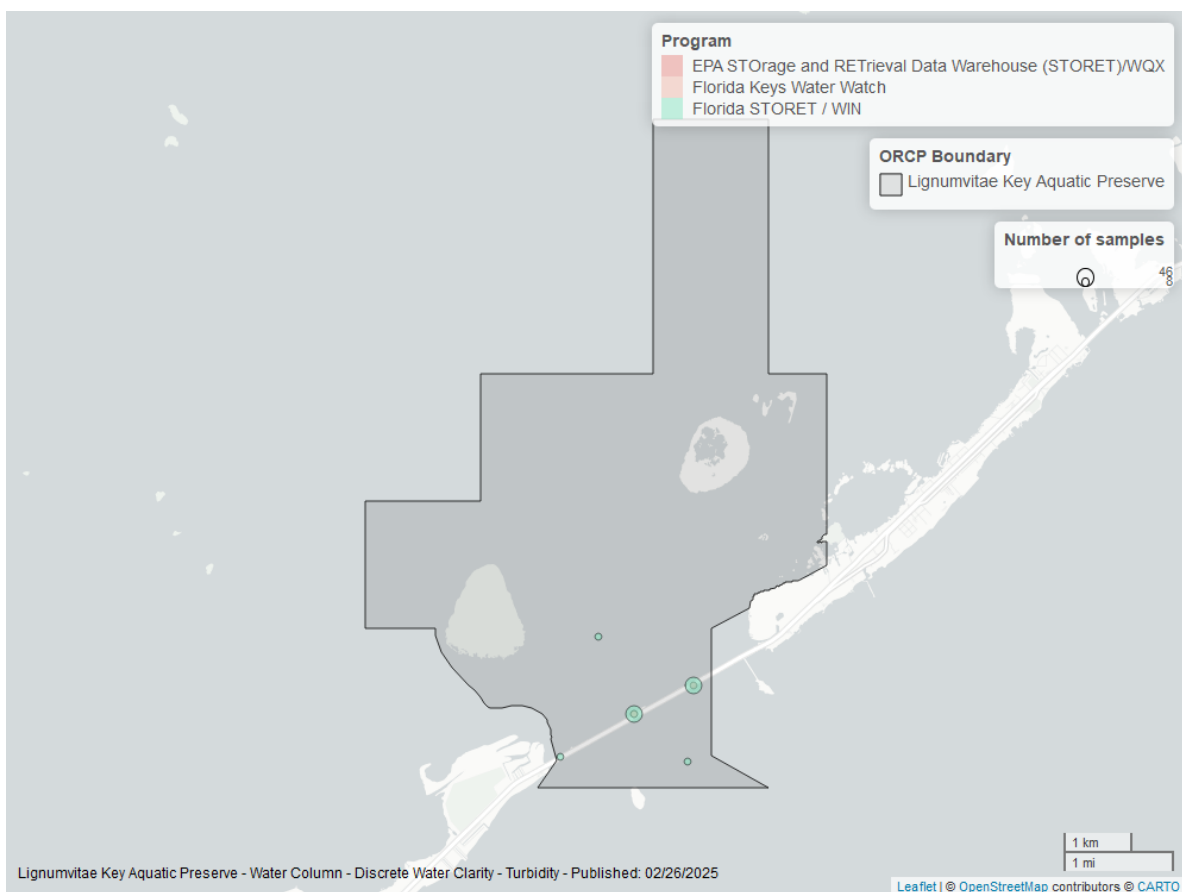 Program
EPA STOrage and RETrieval Data Warehouse (STORET)/WQX
Florida Keys Water Watch
Florida STORET / WIN
ORCP Boundary
Lignumvitae Key Aquatic Preserve
Number of samples
46
8
1 km
1 mi
Lignumvitae Key Aquatic Preserve - Water Column - Discrete Water Clarity - Turbidity - Published: 02/26/2025
Leaflet | © OpenStreetMap contributors © CARTO